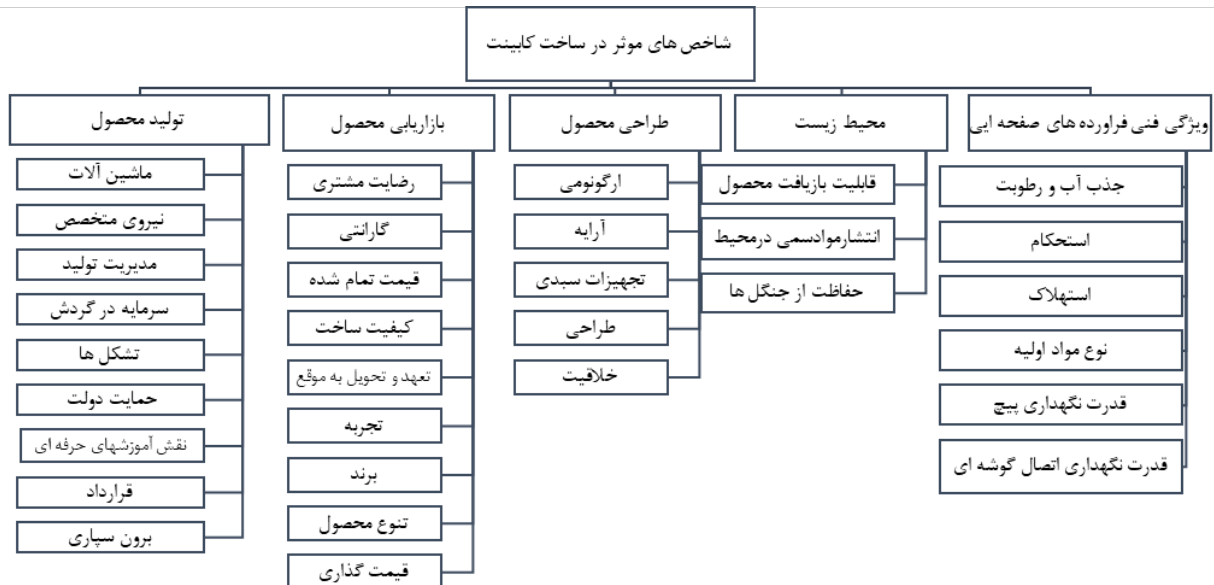 شاخص های موثر در ساخت کابینت
ویژگی فنی فراورده های صفحه ایی
جذب آب و رطوبت
استحکام
استهلاک
نوع مواد اولیه
قدرت نگهداری پیچ
قدرت نگهداری اتصال گوشه ای
محیط زیست
قابلیت بازیافت محصول
انتشارموادسمی درمحیط
حفاظت از جنگل ها
طراحی محصول
ارگونومی
آرایه
تجهیزات سبدی
طراحی
خلاقیت
بازاریابی محصول
رضایت مشتری
گارانتی
قیمت تمام شده
کیفیت ساخت
تعهد و تحویل به موقع
تجربه
برند
تنوع محصول
قیمت گذاری
تولید محصول
ماشین آلات
نیروی متخصص
مدیریت تولید
سرمایه در گردش
تشکل ها
حمایت دولت
نقش آموزشهای حرفه ای
قرارداد
برون سپاری